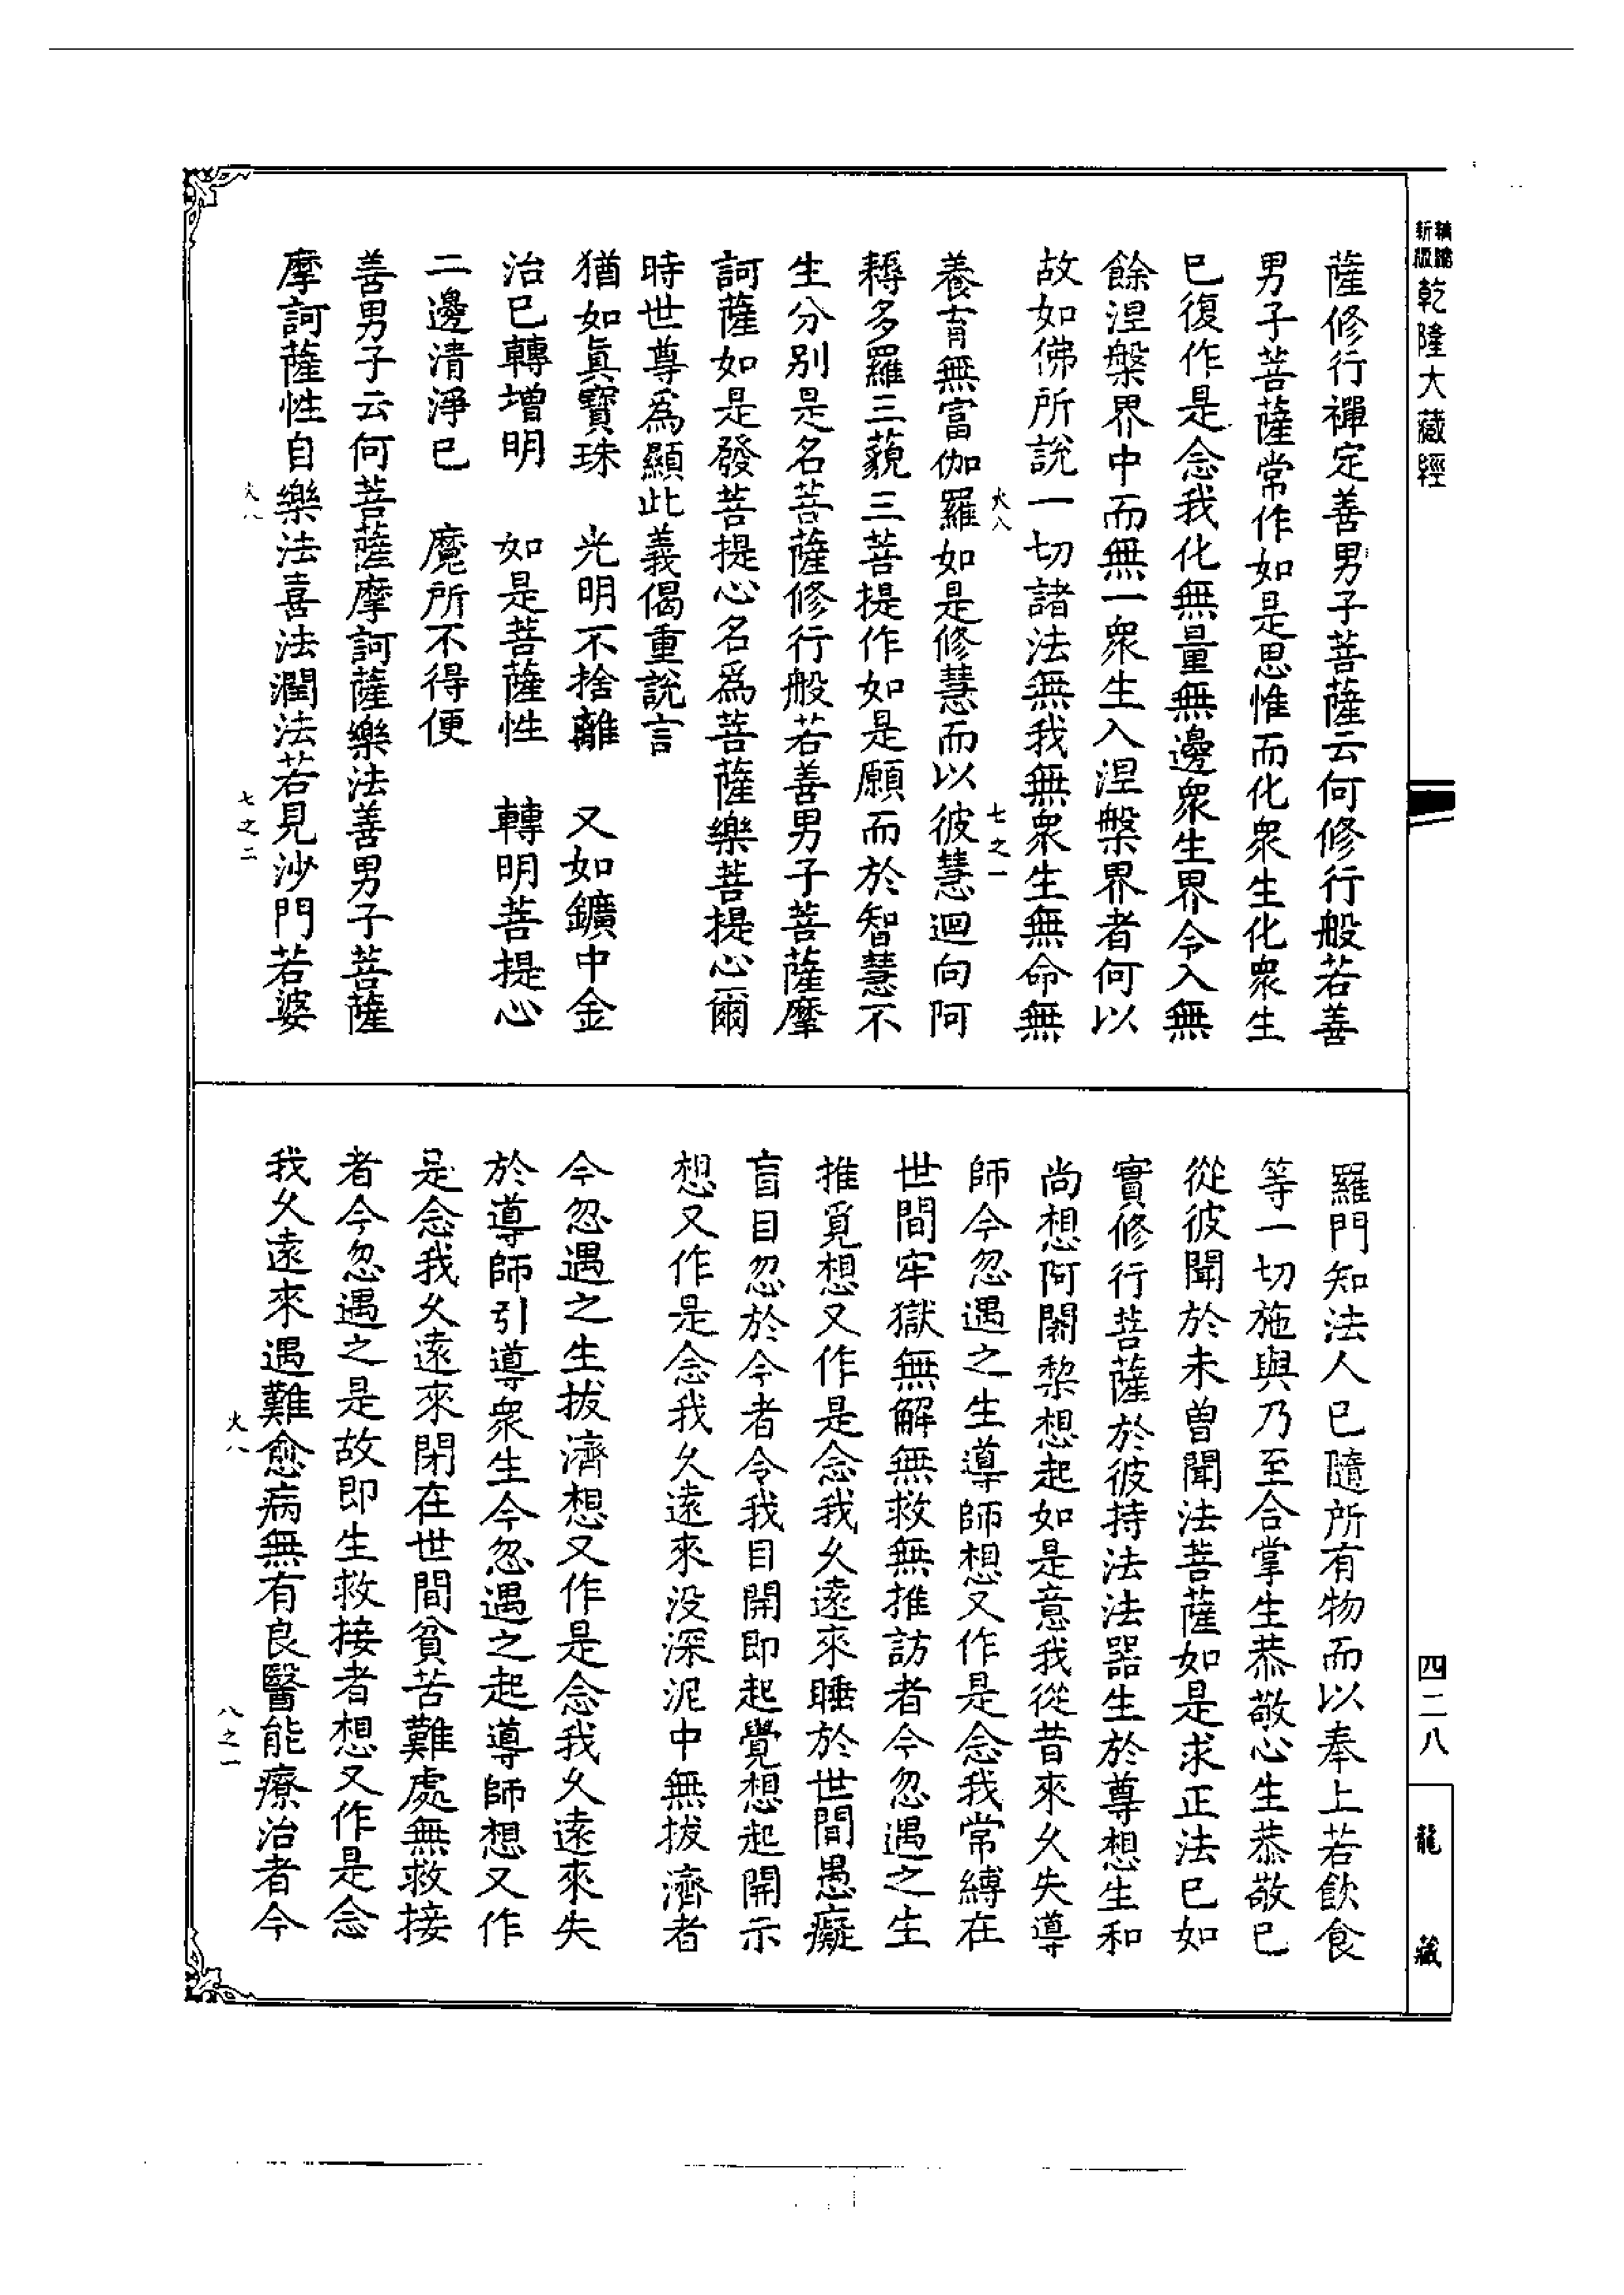 新版
精縮
乾隆大藏經
四二八
龍藏
薩修行禪定善男子菩薩云何修行般若善
男子菩薩常作如是思惟而化衆生化衆生
已復作是念我化無量無邊衆生界令入無
餘涅槃界中而無一衆生入涅槃界者何以
故如佛所說一切諸法無我無衆生無命無
火八
七之一
養育無富伽羅如是修慧而以彼慧迴向阿
耨多羅三藐三菩提作如是願而於智慧不
生分別是名菩薩修行般若善男子菩薩摩
訶薩如是發菩提心名爲菩薩樂菩提心爾
時世尊爲顯此義偈重說言
猶如眞寶珠 光明不捨離 又如鑛中金
治已轉增明 如是菩薩性 轉明菩提心
二邊清淨已 魔所不得便
善男子云何菩薩摩訶薩樂法善男子菩薩
摩訶薩性自樂法喜法潤法若見沙門若婆
火八
七之二
羅門知法人已隨所有物而以奉上若飲食
等一切施與乃至合掌生恭敬心生恭敬已
從彼聞於未曾聞法菩薩如是求正法已如
實修行菩薩於彼持法法器生於尊想生和
尚想阿闍黎想起如是意我從昔來久失導
師今忽遇之生導師想又作是念我常縛在
世間牢獄無解無救無推訪者今忽遇之生
推覓想又作是念我久遠來睡於世間愚癡
盲目忽於今者令我目開即起覺想起開示
想又作是念我久遠來没深泥中無拔濟者
今忽遇之生拔濟想又作是念我久遠來失
於導師引導衆生今忽遇之起導師想又作
是念我久遠來閉在世間貧苦難處無救接
者今忽遇之是故即生救接者想又作是念
我久遠來遇難愈病無有良醫能療治者今
火八
八之一